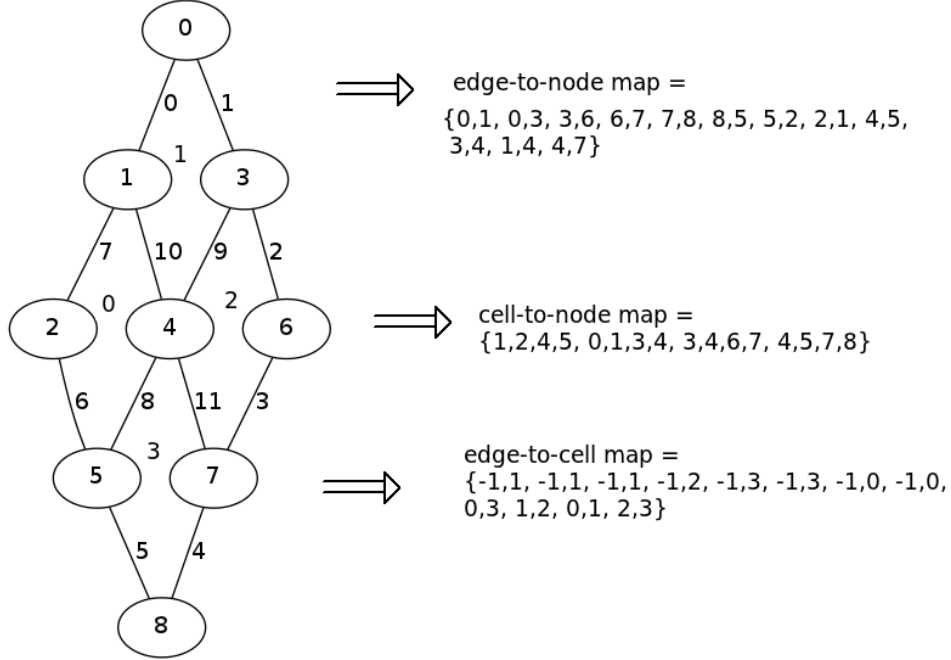 0
0 1
edge-to-node map =
{0,1, 0,3, 3,6, 6,7, 7,8, 8,5, 5,2, 2,1, 4,5,
3,4, 1,4, 4,7}
1
1 3
7 10 9 2
0 2
2 4 6
cell-to-node map =
{1,2,4,5, 0,1,3,4, 3,4,6,7, 4,5,7,8}
6 8 11 3
3
5 7
edge-to-cell map =
{-1,1, -1,1, -1,1, -1,2, -1,3, -1,3, -1,0, -1,0,
0,3, 1,2, 0,1, 2,3}
5 4
8